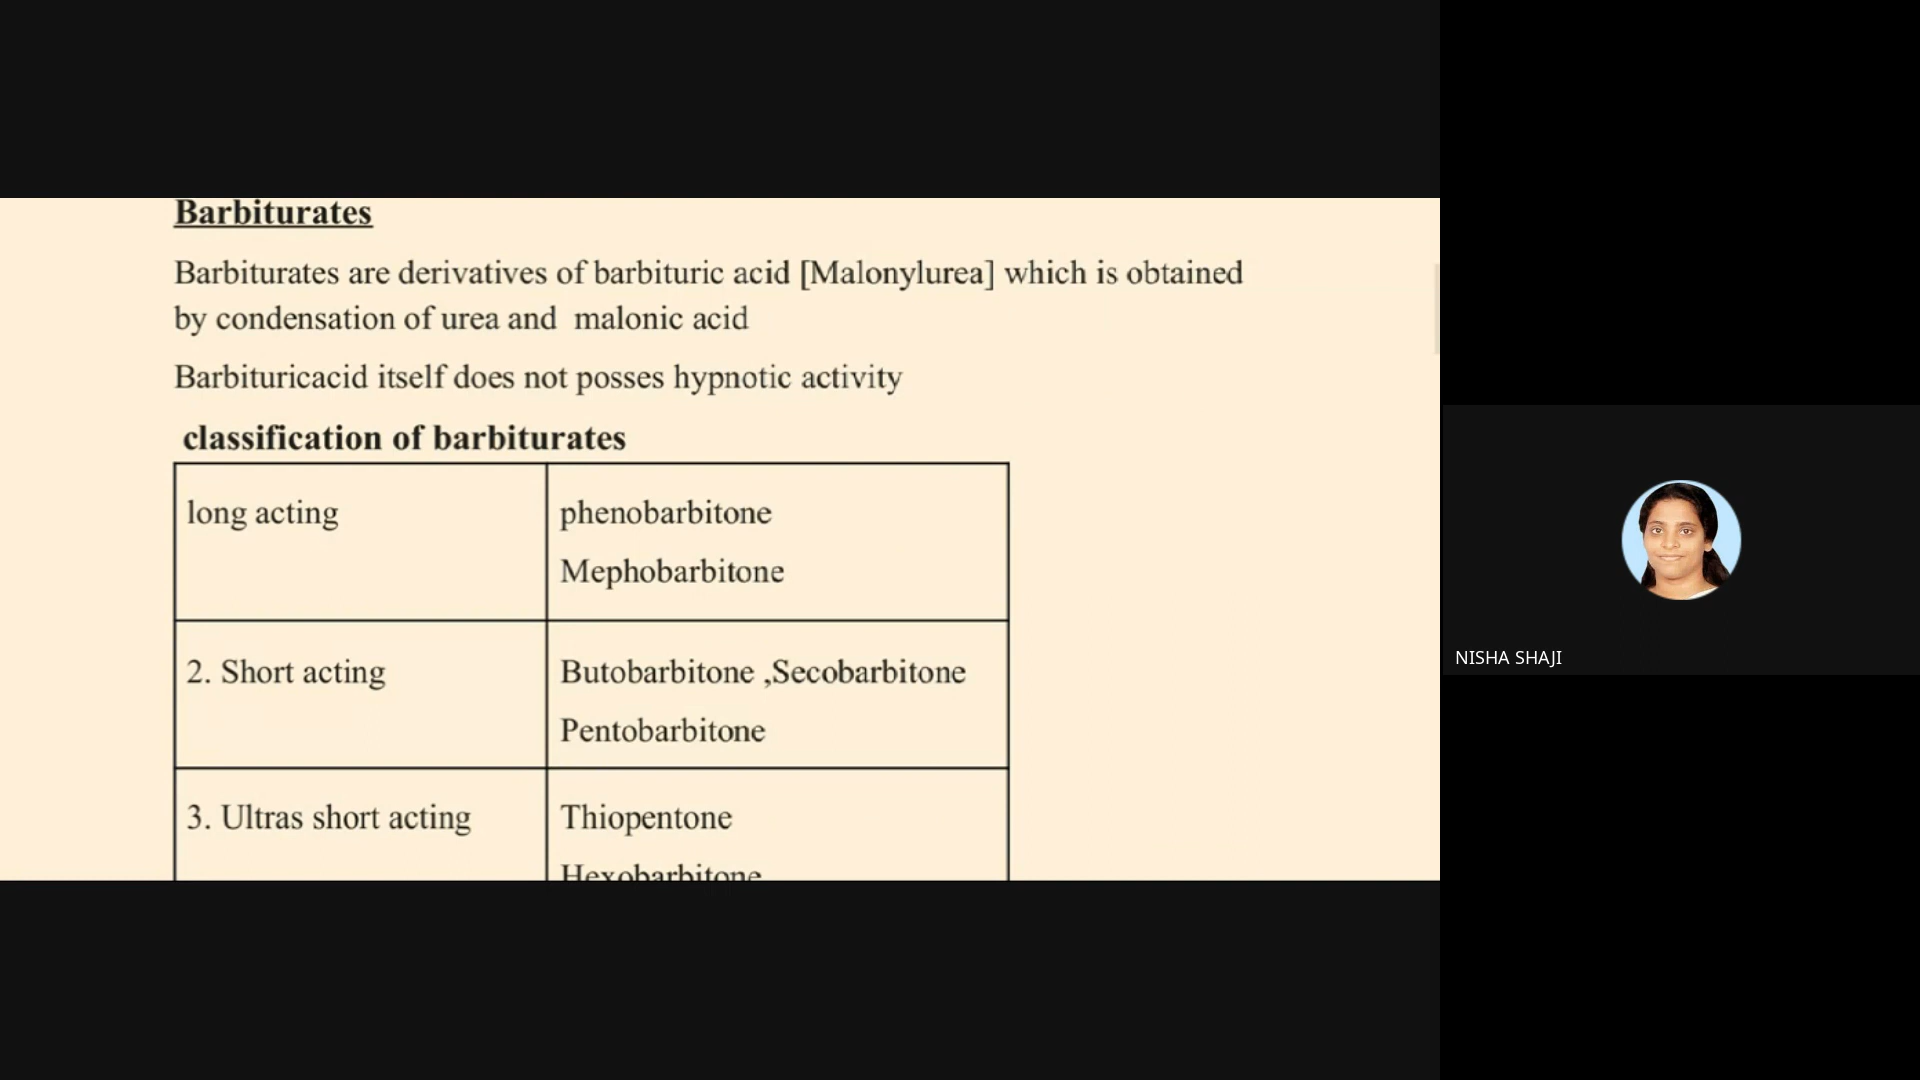 Barbiturates
Barbiturates are derivatives of barbituric acid [Malonylurea] which is obtained
by condensation of urea and  malonic acid
Barbituricacid itself does not posses hypnotic activity
classification of barbiturates
long acting
phenobarbitone
Mephobarbitone
2. Short acting
Butobarbitone ,Secobarbitone
Pentobarbitone
3. Ultras short acting
Thiopentone
Hexobarbitone
NISHA SHAJI